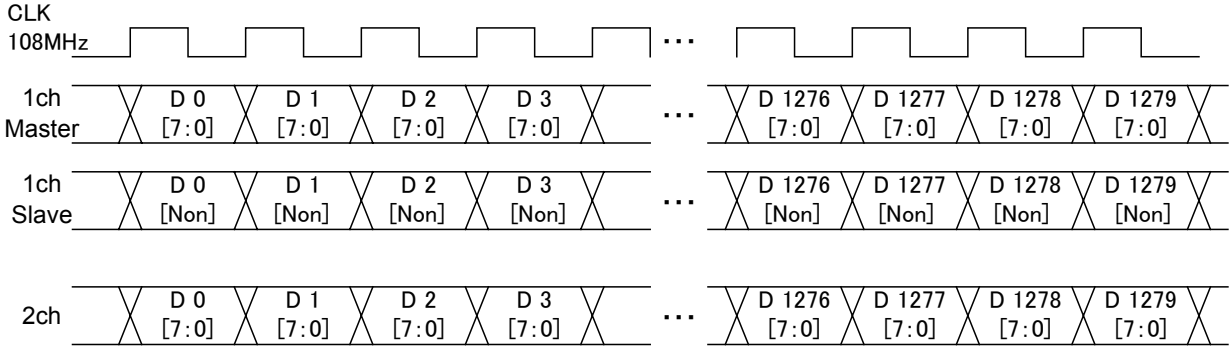 CLK
108MHz
...
1ch
Master
D 0 D 1 D 2 D 3 ... D 1276 D 1277 D 1278 D 1279
[7:0] [7:0] [7:0] [7:0] [7:0] [7:0] [7:0] [7:0]
1ch
Slave
D 0 D 1 D 2 D 3 ... D 1276 D 1277 D 1278 D 1279
[Non] [Non] [Non] [Non] [Non] [Non] [Non] [Non]
2ch
D 0 D 1 D 2 D 3 ... D 1276 D 1277 D 1278 D 1279
[7:0] [7:0] [7:0] [7:0] [7:0] [7:0] [7:0] [7:0]